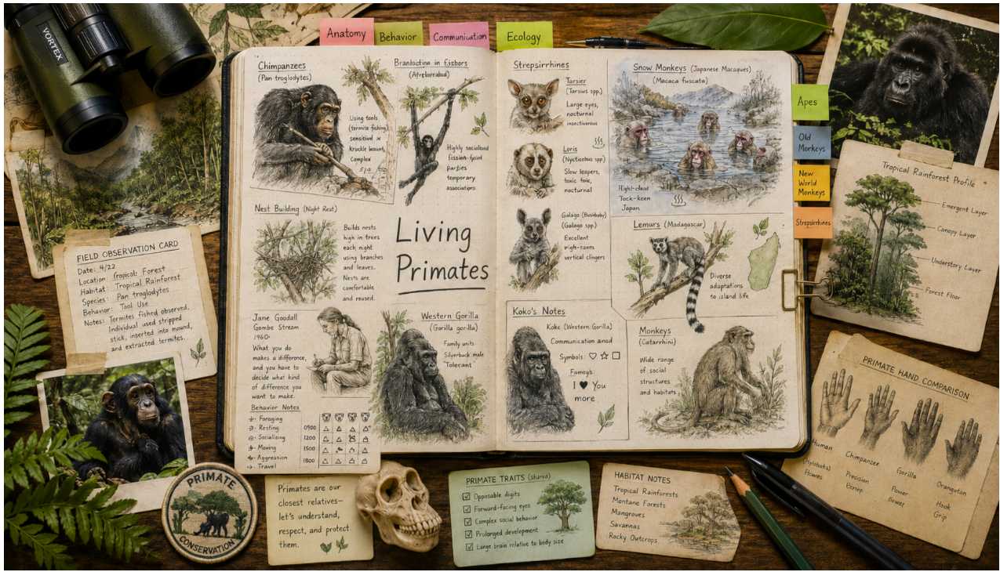 VORTEX
Anatomy
Behavior
Communication
Ecology
Chimpanzees
(Pan troglodytes)
Using tools
(termite fishing)
sensitive
Complex
Highly socialised
parties
temporary
associations
Nest Building (Night Rest)
Builds nests
high in trees
each night
using branches
and leaves.
Nests are
comfortable
and reused.
Living
Primates
Jane Goodall
Gombe Stream
1960-
What you do
makes a difference,
and you have to
decide what kind
of difference you
want to make.
Western Gorilla
(Gorilla gorilla)
Family units
Silverback male
"Tolerant"
Behavior Notes
Foraging
Resting
Socializing
Moving
Aggression
Travel
0900
1200
1500
1800
Strepsirrhines
Tarsier
(Tarsius spp.)
Large eyes,
nocturnal
insectivorous
Loris
(Nycticebus spp)
Slow leapers,
toxic toie,
nocturnal
Galago (Bushbaby)
(Galago spp.)
Excellent
vertical clingers
Snow Monkeys (Japanese Macaques)
(Macaca fuscata)
Japan
Lemurs (Madagascar)
Diverse
adaptations
to island life
Koko's Notes
Koko (Western Gorilla)
Communication
Symbols: ♡ ☆ □
I ♥ You
more
Monkeys
(Catarrhini)
Wide range
of social
structures
and habitats
Apes
Old
Monkeys
New
World
Monkeys
Strepsirrhines
FIELD OBSERVATION CARD
Date: 4/22
Location: Tropical Forest
Habitat: Tropical Rainforest
Species: Pan troglodytes
Behavior: Tool Use
Notes: Termites fished observed.
Individual used stripped
stick, inserted into mound,
and extracted termites.
Tropical Rainforest Profile
Emergent Layer
Canopy Layer
Understory Layer
Forest Floor
PRIMATE HAND COMPARISON
Human
Chimpanzee
Gorilla
Orangutan
Precision
Power
Hook
Grip
PRIMATE
CONSERVATION
Primates are our
closest relatives—
let's understand,
respect, and protect
them.
PRIMATE TRAITS (Shared)
Opposable digits
Forward-facing eyes
Complex social behavior
Prolonged development
Large brain relative to body size
HABITAT NOTES
Tropical Rainforests
Montane Forests
Mangroves
Savannas
Rocky Outcrops